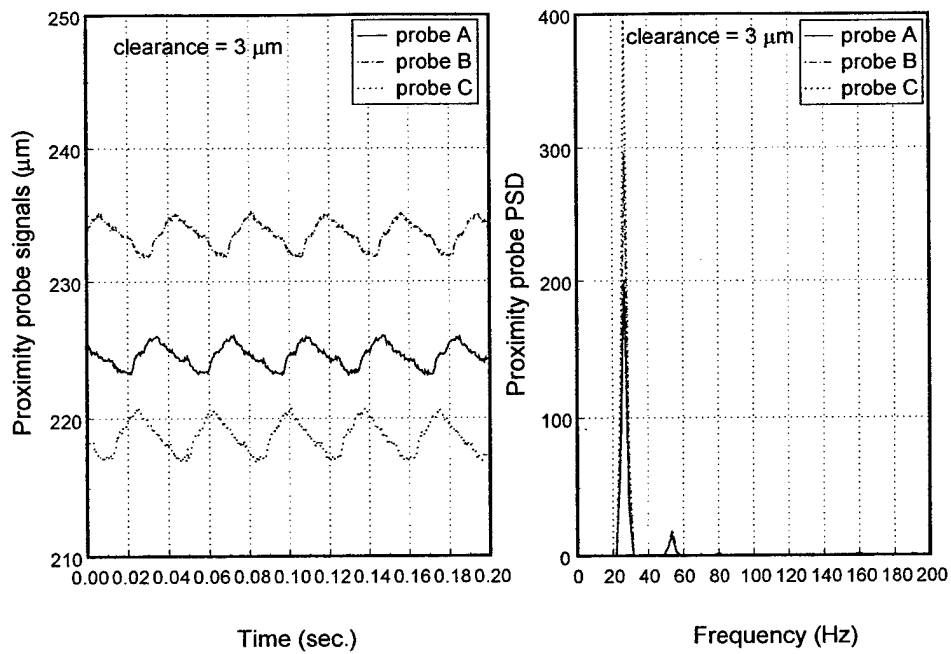 250
240
230
220
210
Proximity probe signals (μm)
clearance = 3 μm
probe A
probe B
probe C
0.00 0.02 0.04 0.06 0.08 0.10 0.12 0.14 0.16 0.18 0.20
Time (sec.)
400
300
200
100
0
Proximity probe PSD
clearance = 3 μm
probe A
probe B
probe C
0 20 40 60 80 100 120 140 160 180 200
Frequency (Hz)